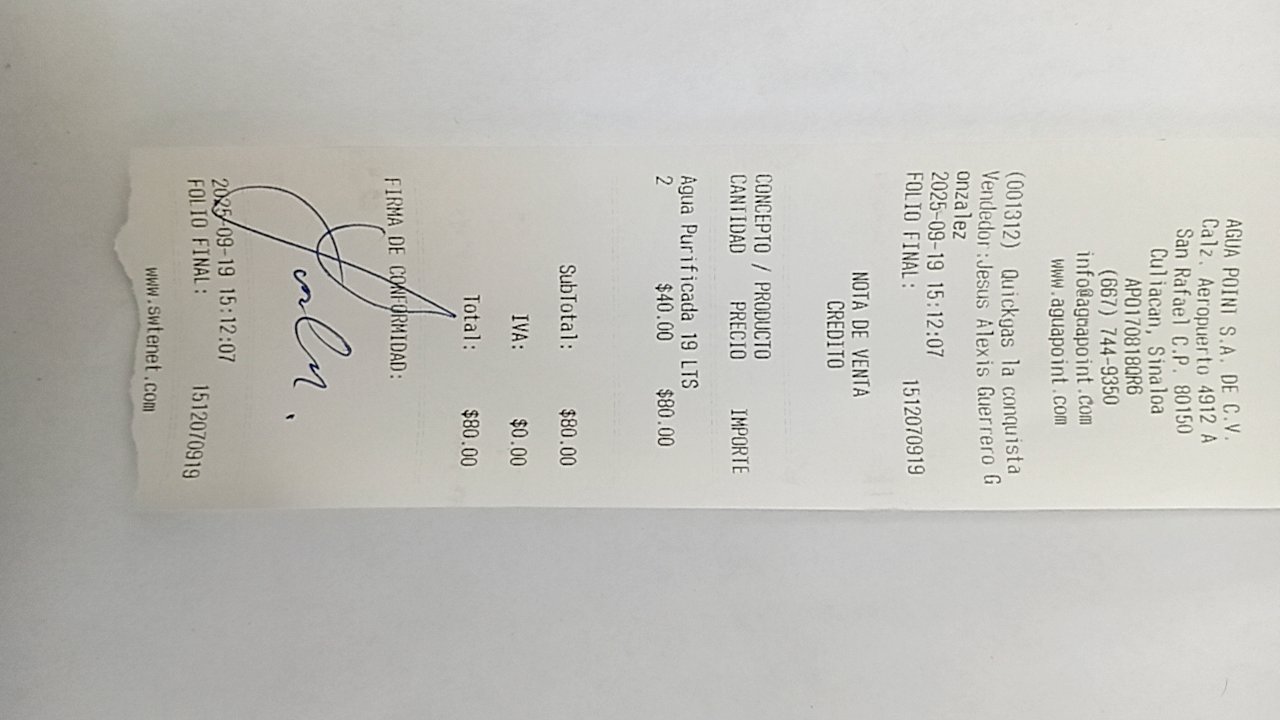 AGUA POINT S.A. DE C.V.
Calz. Aeropuerto 4912 A
San Rafael C.P. 80150
Culiacan, Sinaloa
APO170818QR6
(667) 744-9350
info@aguapoint.com
www.aguapoint.com
(001312) Quickgas la conquista
Vendedor:Jesus Alexis Guerrero G
onzalez
2025-09-19 15:12:07
FOLIO FINAL: 1512070919
NOTA DE VENTA
CREDITO
CONCEPTO / PRODUCTO
CANTIDAD PRECIO IMPORTE
Agua Purificada 19 LTS
2 $40.00 $80.00
SubTotal: $80.00
IVA: $0.00
Total: $80.00
FIRMA DE CONFORMIDAD:
2025-09-19 15:12:07
FOLIO FINAL: 1512070919
www.swtenet.com